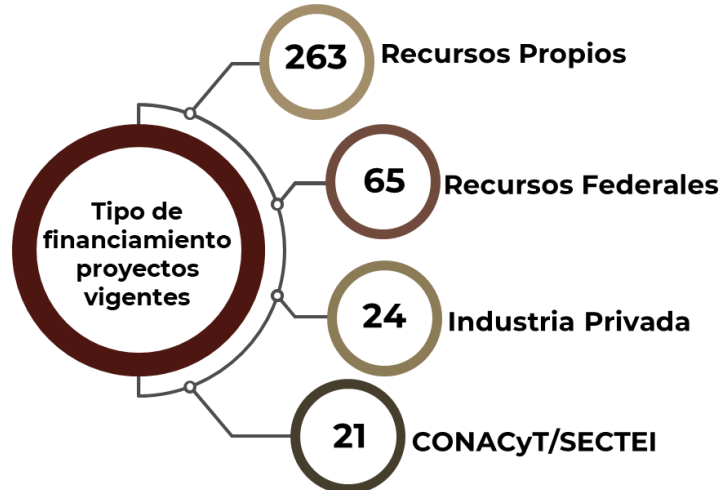 263 Recursos Propios
65 Recursos Federales
Tipo de
financiamiento
proyectos
vigentes
24 Industria Privada
21 CONACyT/SECTEI